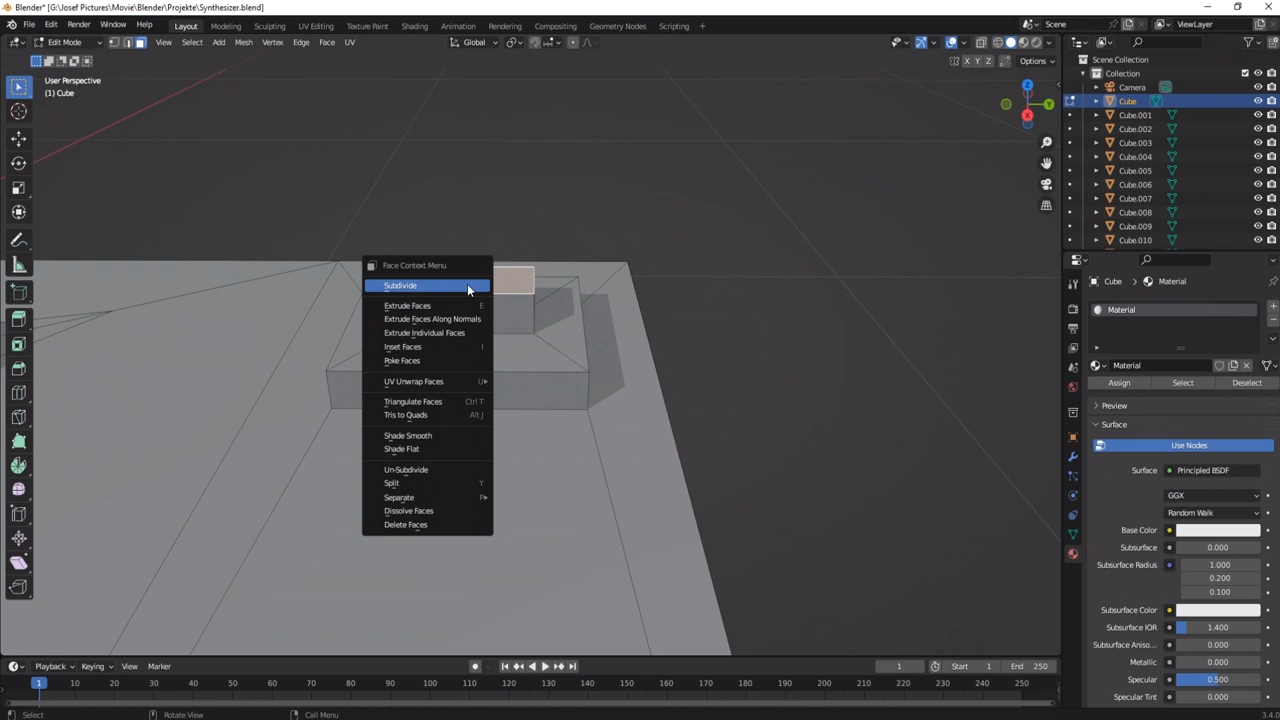 Blender* [G:\Josef Pictures\Movie\Blender\Projekte\Synthesizer.blend]
File Edit Render Window Help Layout Modeling Sculpting UV Editing Texture Paint Shading Animation Rendering Compositing Geometry Nodes Scripting + Scene ViewLayer
Edit Mode View Select Add Mesh Vertex Edge Face UV Global
X Y Z Options
User Perspective
(1) Cube
Z
Y
X
Face Context Menu
Subdivide
Extrude Faces E
Extrude Faces Along Normals
Extrude Individual Faces
Inset Faces I
Poke Faces
UV Unwrap Faces U
Triangulate Faces Ctrl T
Tris to Quads Alt J
Shade Smooth
Shade Flat
Un-Subdivide
Split Y
Separate P
Dissolve Faces
Delete Faces
Scene Collection
Collection
Camera
Cube
Cube.001
Cube.002
Cube.003
Cube.004
Cube.005
Cube.006
Cube.007
Cube.008
Cube.009
Cube.010
Cube Material
Material
Material
Assign Select Deselect
Preview
Surface
Use Nodes
Surface Principled BSDF
GGX
Random Walk
Base Color
Subsurface 0.000
Subsurface Radius 1.000
0.200
0.100
Subsurface Color
Subsurface IOR 1.400
Subsurface Aniso... 0.000
Metallic 0.000
Specular 0.500
Specular Tint 0.000
Playback Keying View Marker 1 Start 1 End 250
1 10 20 30 40 50 60 70 80 90 100 110 120 130 140 150 160 170 180 190 200 210 220 230 240 250
Select Rotate View Call Menu 3.4.0